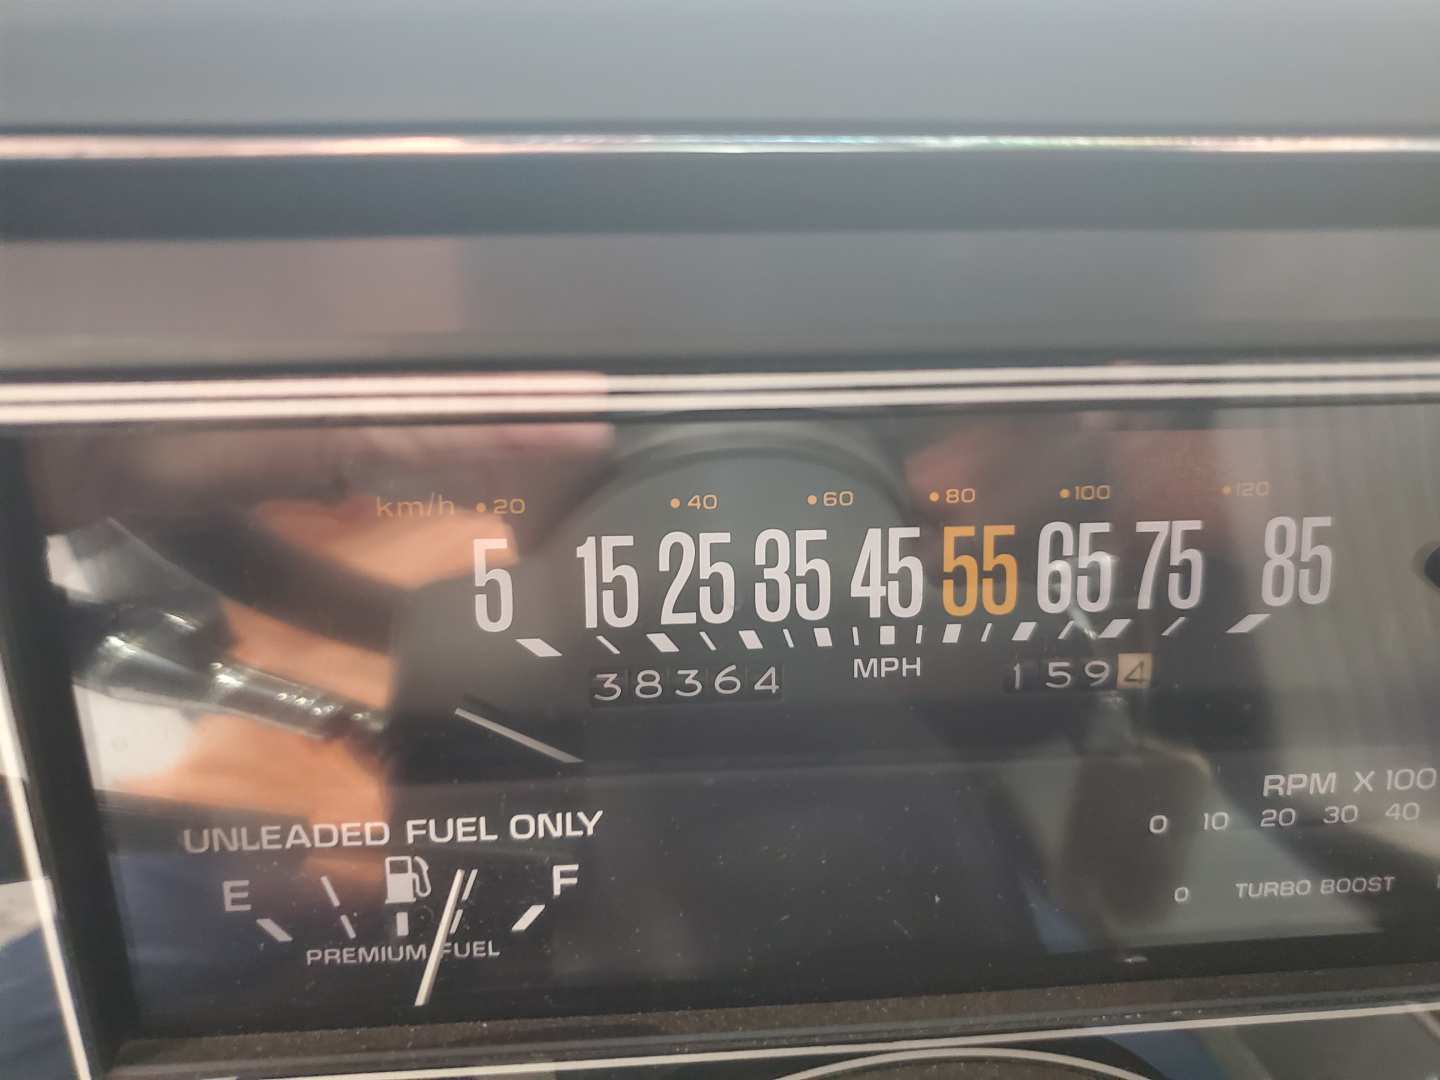 km/h 20 40 60 80 100 120
5 15 25 35 45 55 65 75 85
38364 MPH 1594
RPM X 100
0 10 20 30 40
UNLEADED FUEL ONLY
E F
0 TURBO BOOST
PREMIUM FUEL